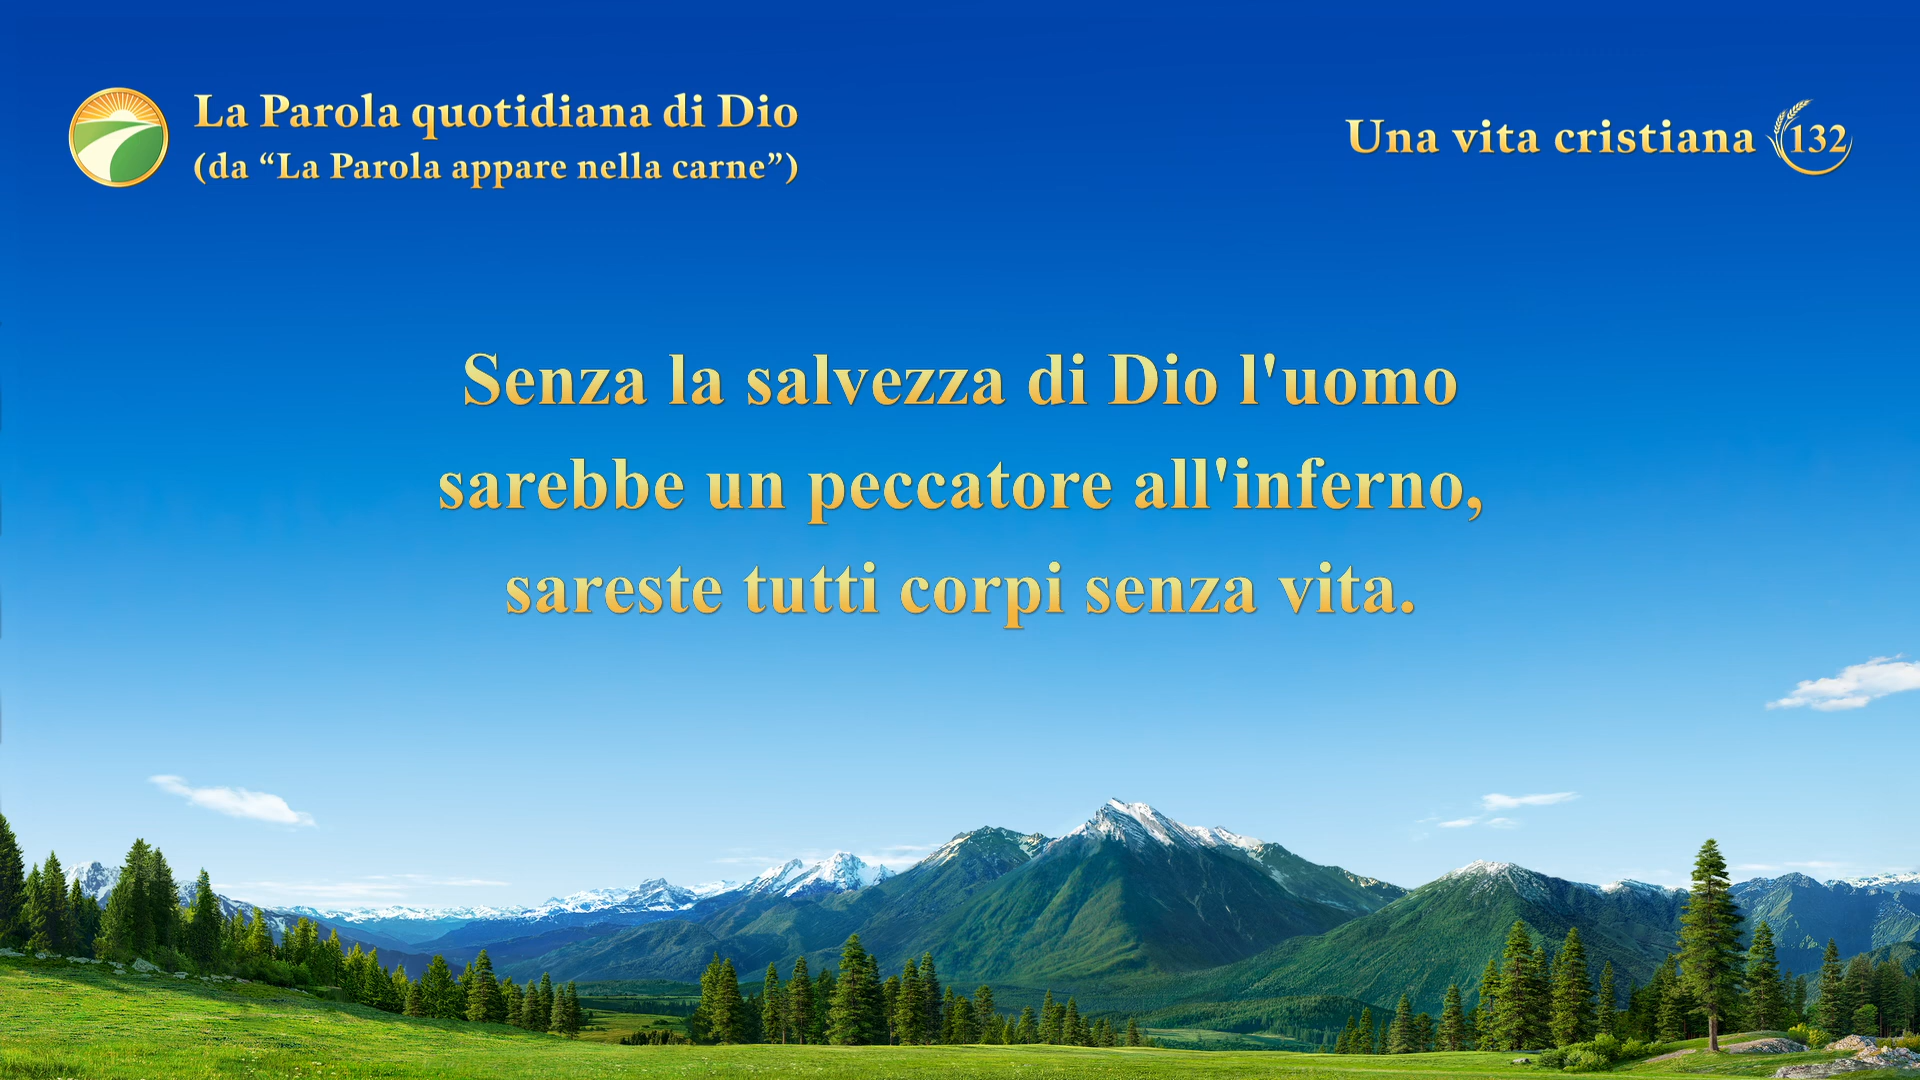 La Parola quotidiana di Dio
(da “La Parola appare nella carne”)
Una vita cristiana 132
Senza la salvezza di Dio l'uomo
sarebbe un peccatore all'inferno,
sareste tutti corpi senza vita.